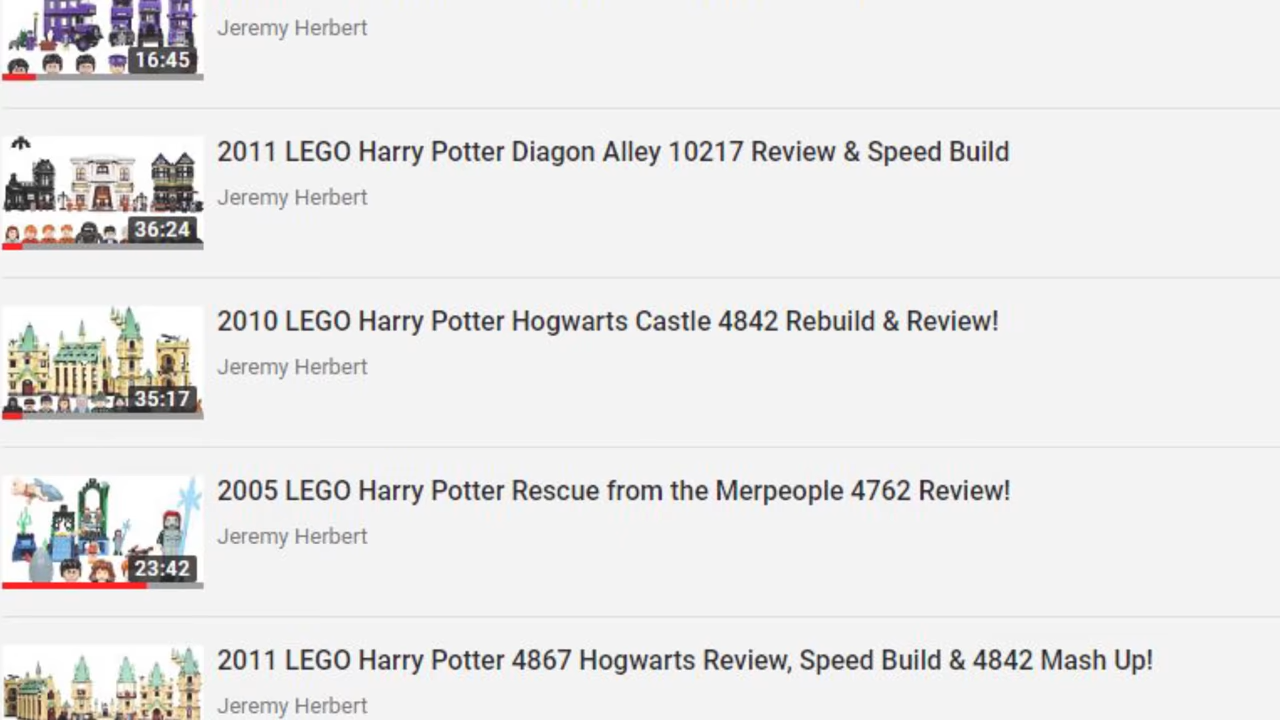 Jeremy Herbert
16:45
2011 LEGO Harry Potter Diagon Alley 10217 Review & Speed Build
Jeremy Herbert
36:24
2010 LEGO Harry Potter Hogwarts Castle 4842 Rebuild & Review!
Jeremy Herbert
35:17
2005 LEGO Harry Potter Rescue from the Merpeople 4762 Review!
Jeremy Herbert
23:42
2011 LEGO Harry Potter 4867 Hogwarts Review, Speed Build & 4842 Mash Up!
Jeremy Herbert